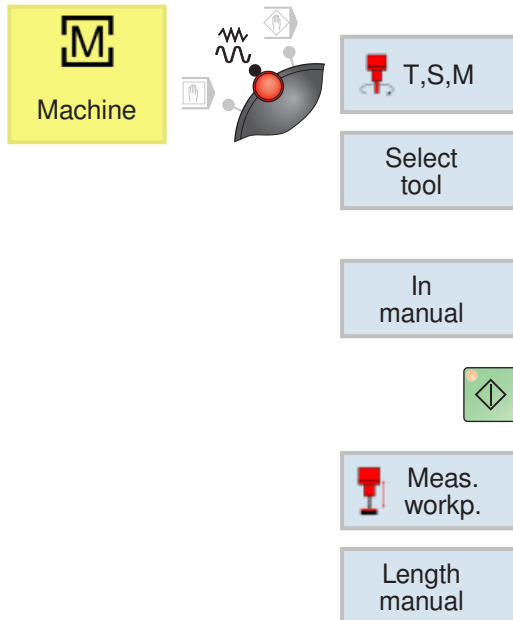 M
Machine
T,S,M
Select
tool
In
manual
Meas.
workp.
Length
manual